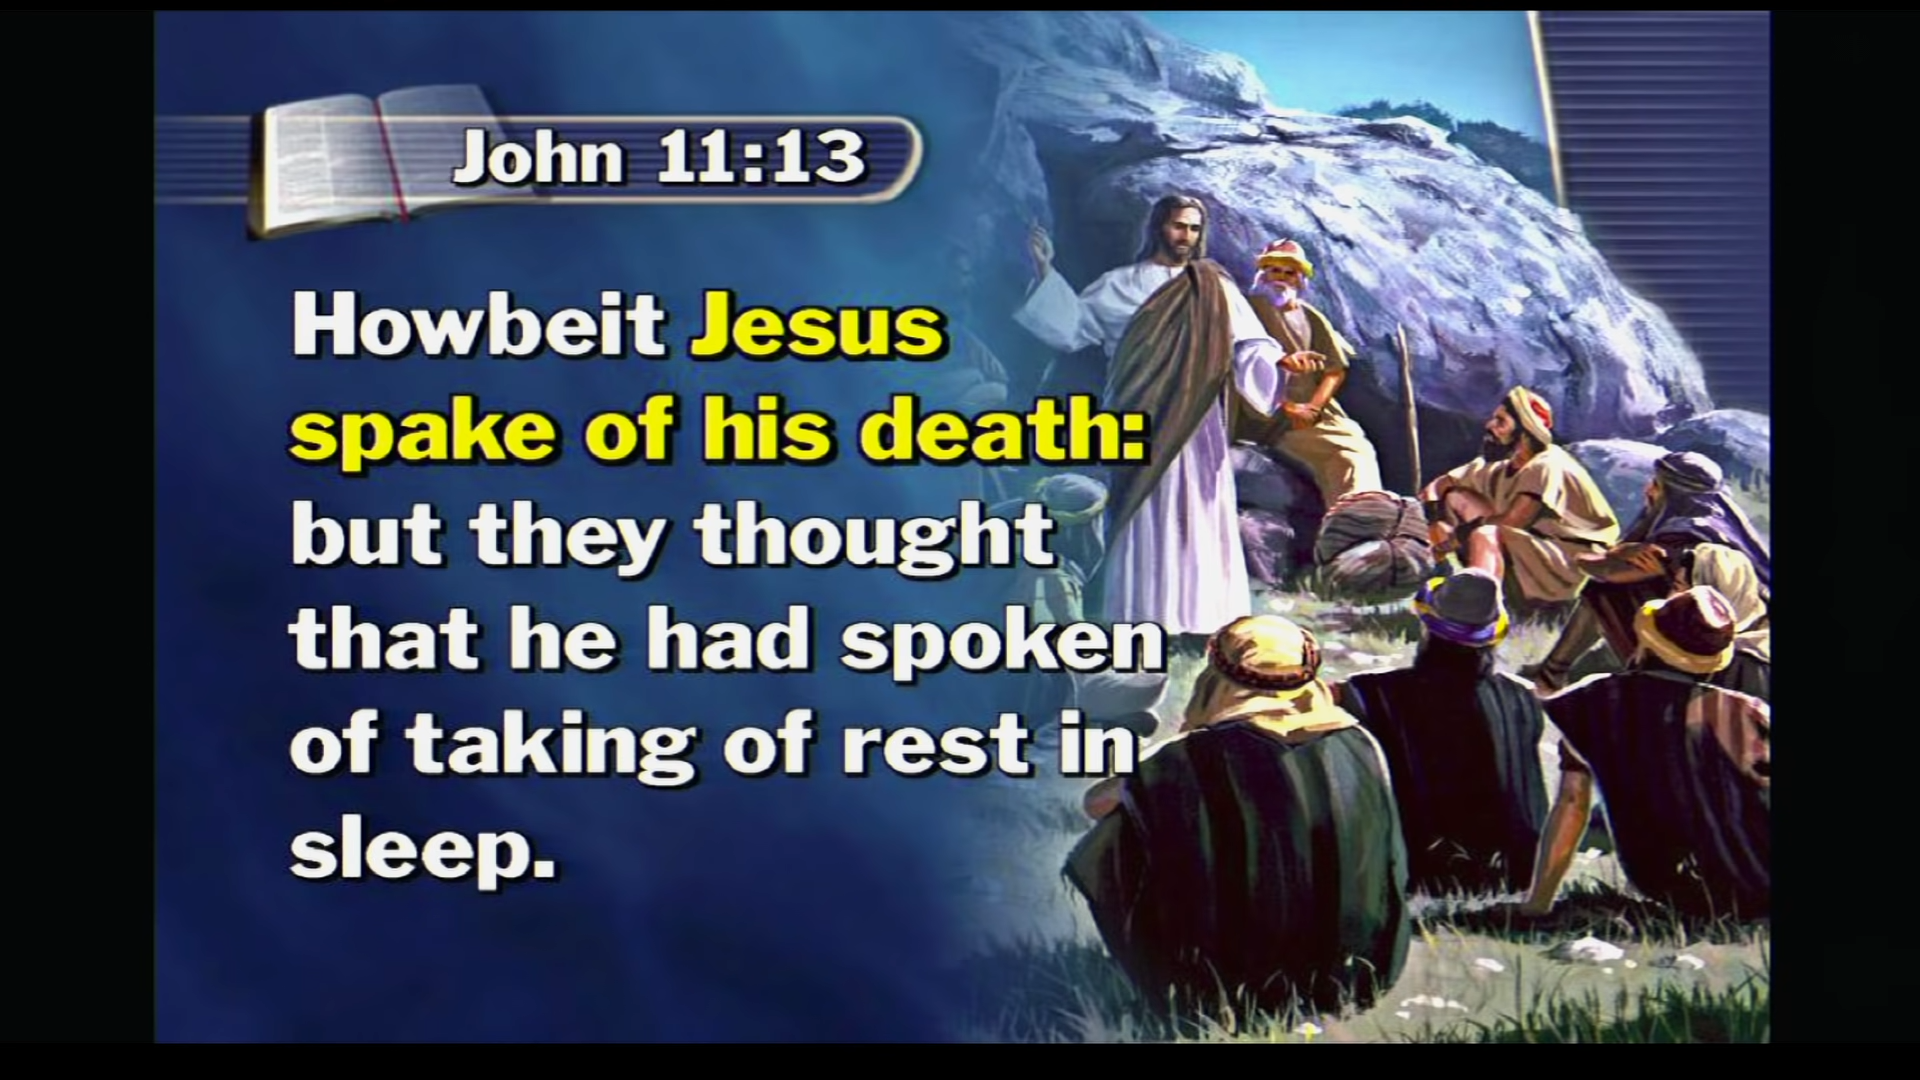 John 11:13
Howbeit Jesus
spake of his death:
but they thought
that he had spoken
of taking of rest in
sleep.